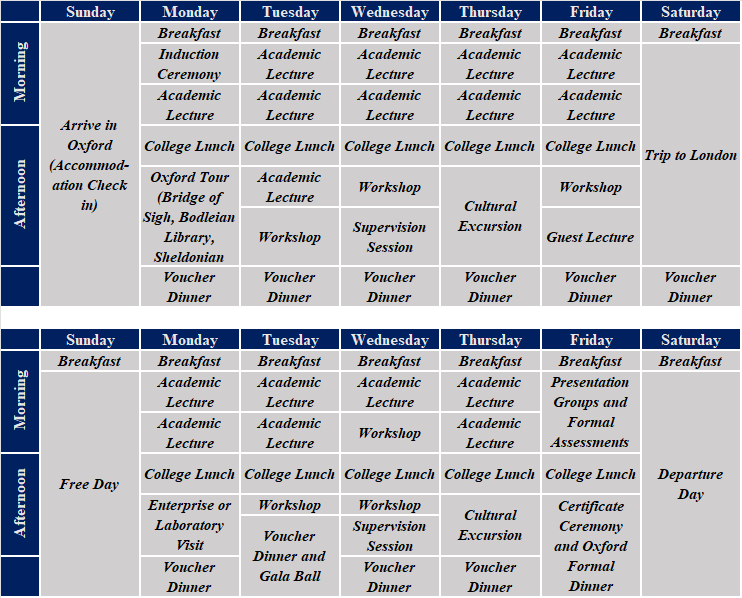 Sunday Monday Tuesday Wednesday Thursday Friday Saturday
Morning
Arrive in
Oxford
(Accommod-
ation Check
in)
Breakfast Breakfast Breakfast Breakfast Breakfast Breakfast
Induction
Ceremony
Academic
Lecture
Academic
Lecture
Academic
Lecture
Academic
Lecture
Trip to London
Academic
Lecture
Academic
Lecture
Academic
Lecture
Academic
Lecture
Academic
Lecture
Afternoon
College Lunch College Lunch College Lunch College Lunch College Lunch
Oxford Tour
(Bridge of
Sigh, Bodleian
Library,
Sheldonian
Academic
Lecture
Workshop
Cultural
Excursion
Workshop
Workshop
Supervision
Session
Guest Lecture
Voucher
Dinner
Voucher
Dinner
Voucher
Dinner
Voucher
Dinner
Voucher
Dinner
Voucher
Dinner
Sunday Monday Tuesday Wednesday Thursday Friday Saturday
Morning
Breakfast Breakfast Breakfast Breakfast Breakfast Breakfast Breakfast
Free Day
Academic
Lecture
Academic
Lecture
Academic
Lecture
Academic
Lecture
Presentation
Groups and
Formal
Assessments
Departure
Day
Academic
Lecture
Academic
Lecture
Workshop
Academic
Lecture
Afternoon
College Lunch College Lunch College Lunch College Lunch College Lunch
Enterprise or
Laboratory
Visit
Workshop
Workshop
Cultural
Excursion
Certificate
Ceremony
and Oxford
Formal
Dinner
Voucher
Dinner and
Gala Ball
Supervision
Session
Voucher
Dinner
Voucher
Dinner
Voucher
Dinner